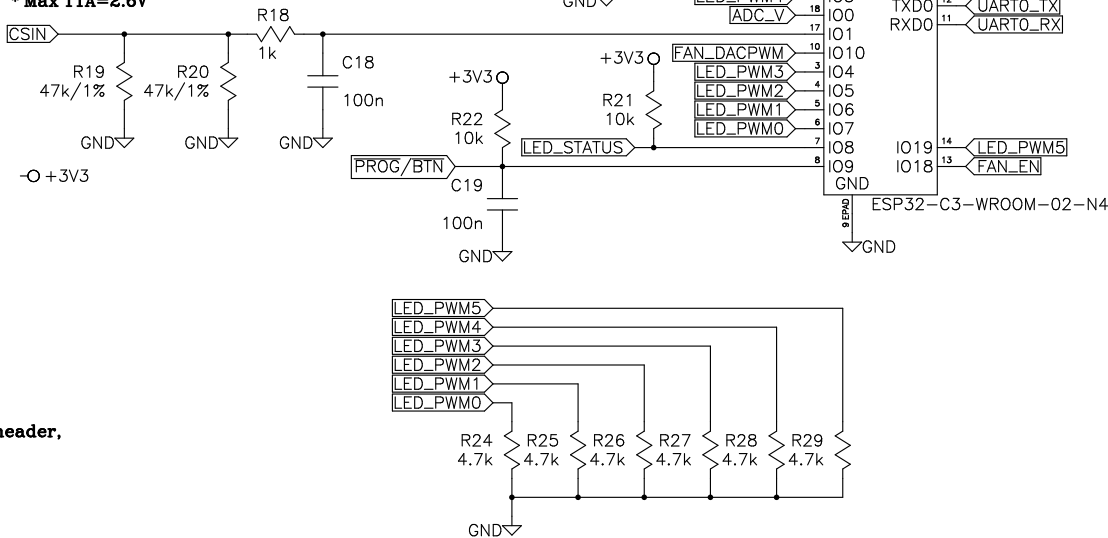 * Max 11A=2.6V
CSIN
R18
1k
R19
47k/1%
R20
47k/1%
C18
100n
GND
GND
GND
+3V3
GND
ADC_V
18
IO0
17
IO1
FAN_DACPWM
10
IO10
LED_PWM3
3
IO4
LED_PWM2
4
IO5
LED_PWM1
5
IO6
LED_PWM0
6
IO7
+3V3
R21
10k
LED_STATUS
7
IO8
+3V3
R22
10k
PROG/BTN
8
IO9
C19
100n
GND
TXD0
12
UART0_TX
RXD0
11
UART0_RX
IO19
14
LED_PWM5
IO18
13
FAN_EN
GND
ESP32-C3-WROOM-02-N4
9 EPAD
GND
LED_PWM5
LED_PWM4
LED_PWM3
LED_PWM2
LED_PWM1
LED_PWM0
header,
R24
4.7k
R25
4.7k
R26
4.7k
R27
4.7k
R28
4.7k
R29
4.7k
GND